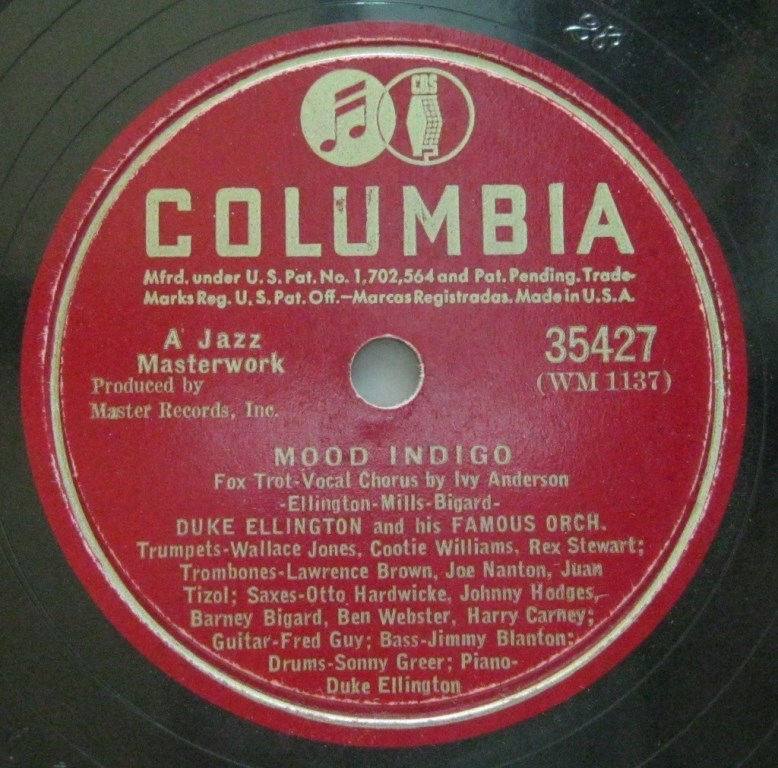 28
CBS
COLUMBIA
Mfrd. under U.S. Pat. No. 1,702,564 and Pat. Pending. Trade-
Marks Reg. U.S. Pat. Off.—Marcas Registradas. Made in U.S.A.
A Jazz
Masterwork
Produced by
Master Records, Inc.
35427
(WM 1137)
MOOD INDIGO
Fox Trot-Vocal Chorus by Ivy Anderson
-Ellington-Mills-Bigard-
DUKE ELLINGTON and his FAMOUS ORCH.
Trumpets-Wallace Jones, Cootie Williams, Rex Stewart;
Trombones-Lawrence Brown, Joe Nanton, Juan
Tizol; Saxes-Otto Hardwicke, Johnny Hodges,
Barney Bigard, Ben Webster, Harry Carney;
Guitar-Fred Guy; Bass-Jimmy Blanton;
Drums-Sonny Greer; Piano-
Duke Ellington